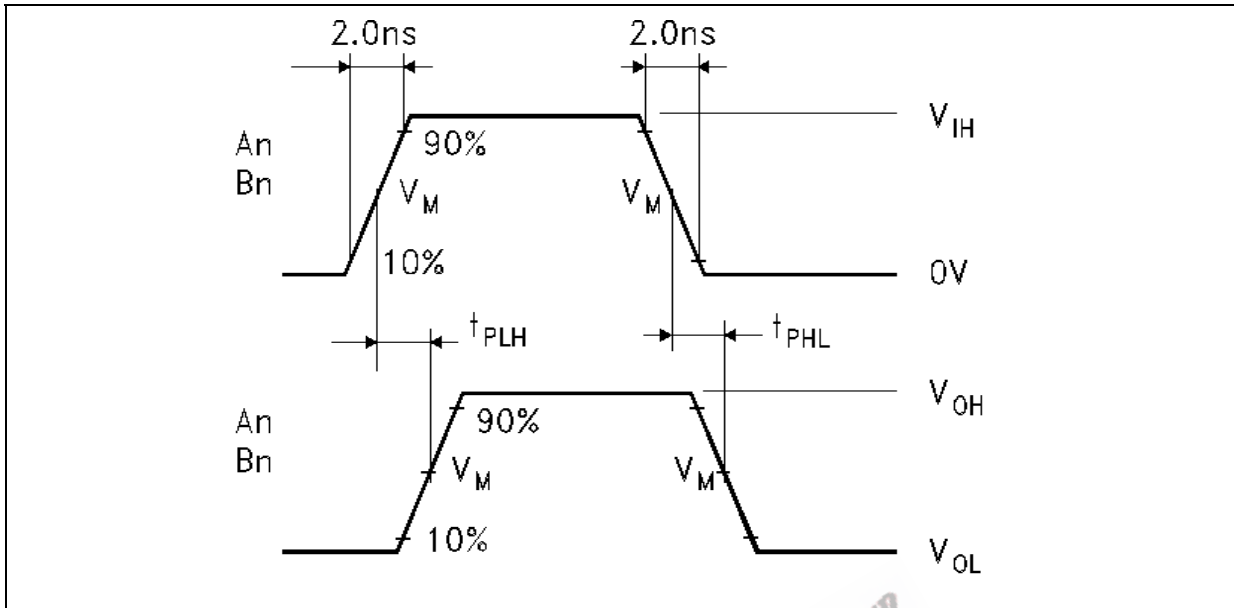 2.0ns 2.0ns
V_IH
An
Bn
90%
V_M V_M
10%
0V
t_PLH t_PHL
V_OH
An
Bn
90%
V_M V_M
10%
V_OL